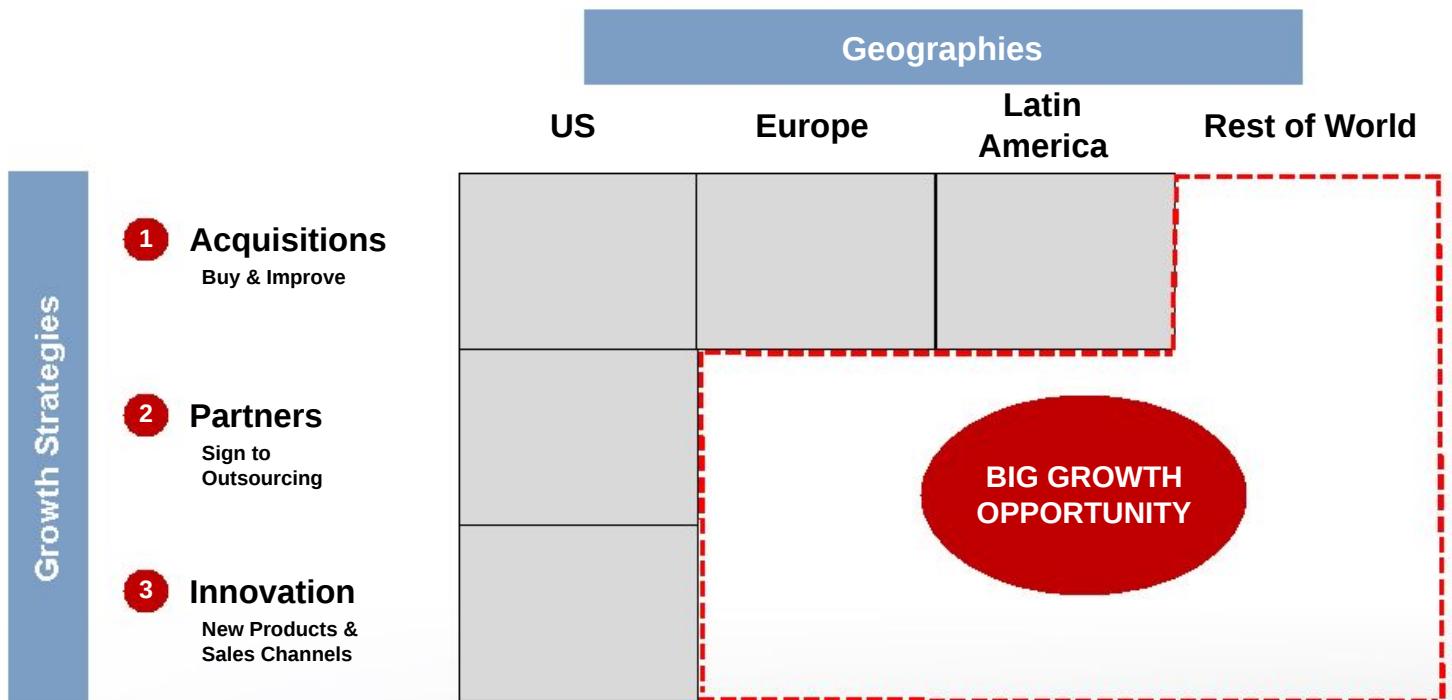 Geographies
US
Europe
Latin
America
Rest of World
Growth Strategies
1
Acquisitions
Buy & Improve
2
Partners
Sign to
Outsourcing
BIG GROWTH
OPPORTUNITY
3
Innovation
New Products &
Sales Channels